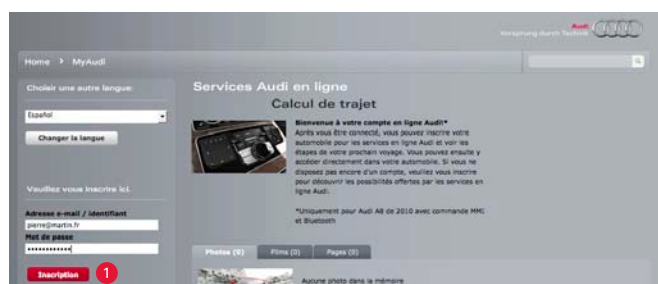 Audi
Vorsprung durch Technik
Home > MyAudi
Choisir une autre langue:
Español
Changer la langue
Veuillez vous inscrire ici.
Adresse e-mail / identifiant
pierre@martin.fr
Mot de passe
Inscription
1
Services Audi en ligne
Calcul de trajet
Bienvenue à votre compte en ligne Audi!*
Après vous être connecté, vous pouvez inscrire votre
automobile pour les services en ligne Audi et voir les
étapes de votre prochain voyage. Vous pouvez ensuite y
accéder directement dans votre automobile. Si vous ne
disposez pas encore d'un compte, veuillez vous inscrire
pour découvrir les possibilités offertes par les services en
ligne Audi.
*Uniquement pour Audi A8 de 2010 avec commande MMI
et Bluetooth
Photos (0) Films (0) Pages (0)
Aucune photo dans la mémoire